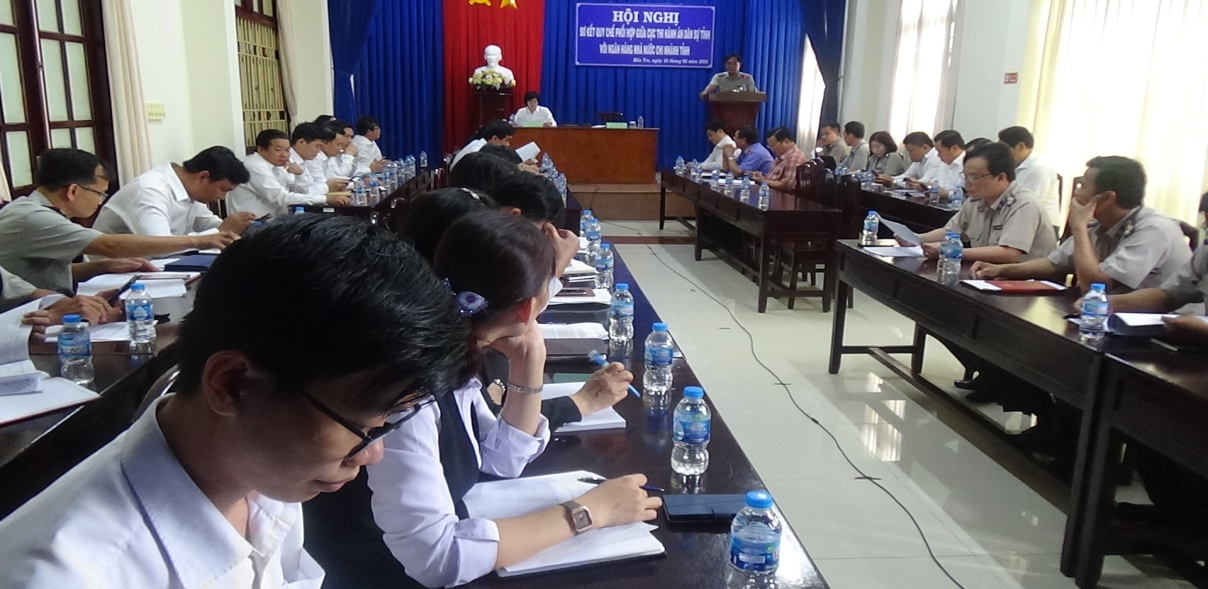 HỘI NGHỊ
SƠ KẾT QUY CHẾ PHỐI HỢP GIỮA CỤC THI HÀNH ÁN DÂN SỰ TỈNH
VỚI NGÂN HÀNG NHÀ NƯỚC CHI NHÁNH TỈNH